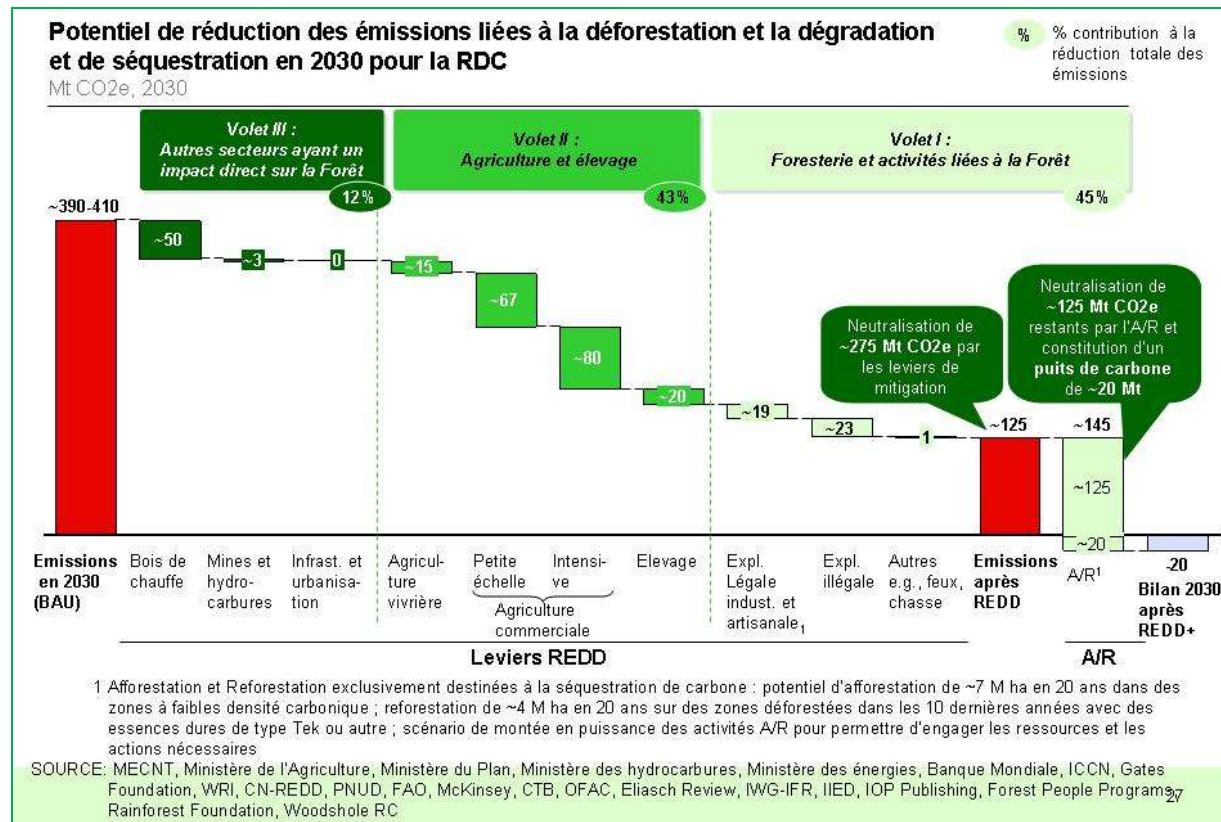 Potentiel de réduction des émissions liées à la déforestation et la dégradation
et de séquestration en 2030 pour la RDC
Mt CO2e, 2030
%
% contribution à la
réduction totale des
émissions
Volet III :
Autres secteurs ayant un
impact direct sur la Forêt
12%
Volet II :
Agriculture et élevage
43%
Volet I :
Foresterie et activités liées à la Forêt
45%
~390-410
~50
~3
0
~15
~67
~80
~20
~19
~23
1
Neutralisation de
~275 Mt CO2e par
les leviers de
mitigation
Neutralisation de
~125 Mt CO2e
restants par l'A/R et
constitution d'un
puits de carbone
de ~20 Mt
~125
~145
~125
~20
-20
Emissions
en 2030
(BAU)
Bois de
chauffe
Mines et
hydro-
carbures
Infrast. et
urbanisa-
tion
Agricul-
ture
vivrière
Petite
échelle
Intensi-
ve
Agriculture
commerciale
Elevage
Expl.
Légale
indust. et
artisanale1
Expl.
illégale
Autres
e.g., feux,
chasse
Emissions
après
REDD
A/R1
Bilan 2030
après
REDD+
Leviers REDD
A/R
1 Afforestation et Reforestation exclusivement destinées à la séquestration de carbone : potentiel d'afforestation de ~7 M ha en 20 ans dans des
zones à faibles densité carbonique ; reforestation de ~4 M ha en 20 ans sur des zones déforestées dans les 10 dernières années avec des
essences dures de type Tek ou autre ; scénario de montée en puissance des activités A/R pour permettre d'engager les ressources et les
actions nécessaires
SOURCE: MECNT, Ministère de l'Agriculture, Ministère du Plan, Ministère des hydrocarbures, Ministère des énergies, Banque Mondiale, ICCN, Gates
Foundation, WRI, CN-REDD, PNUD, FAO, McKinsey, CTB, OFAC, Eliasch Review, IWG-IFR, IIED, IOP Publishing, Forest People Programs,
Rainforest Foundation, Woodshole RC
27